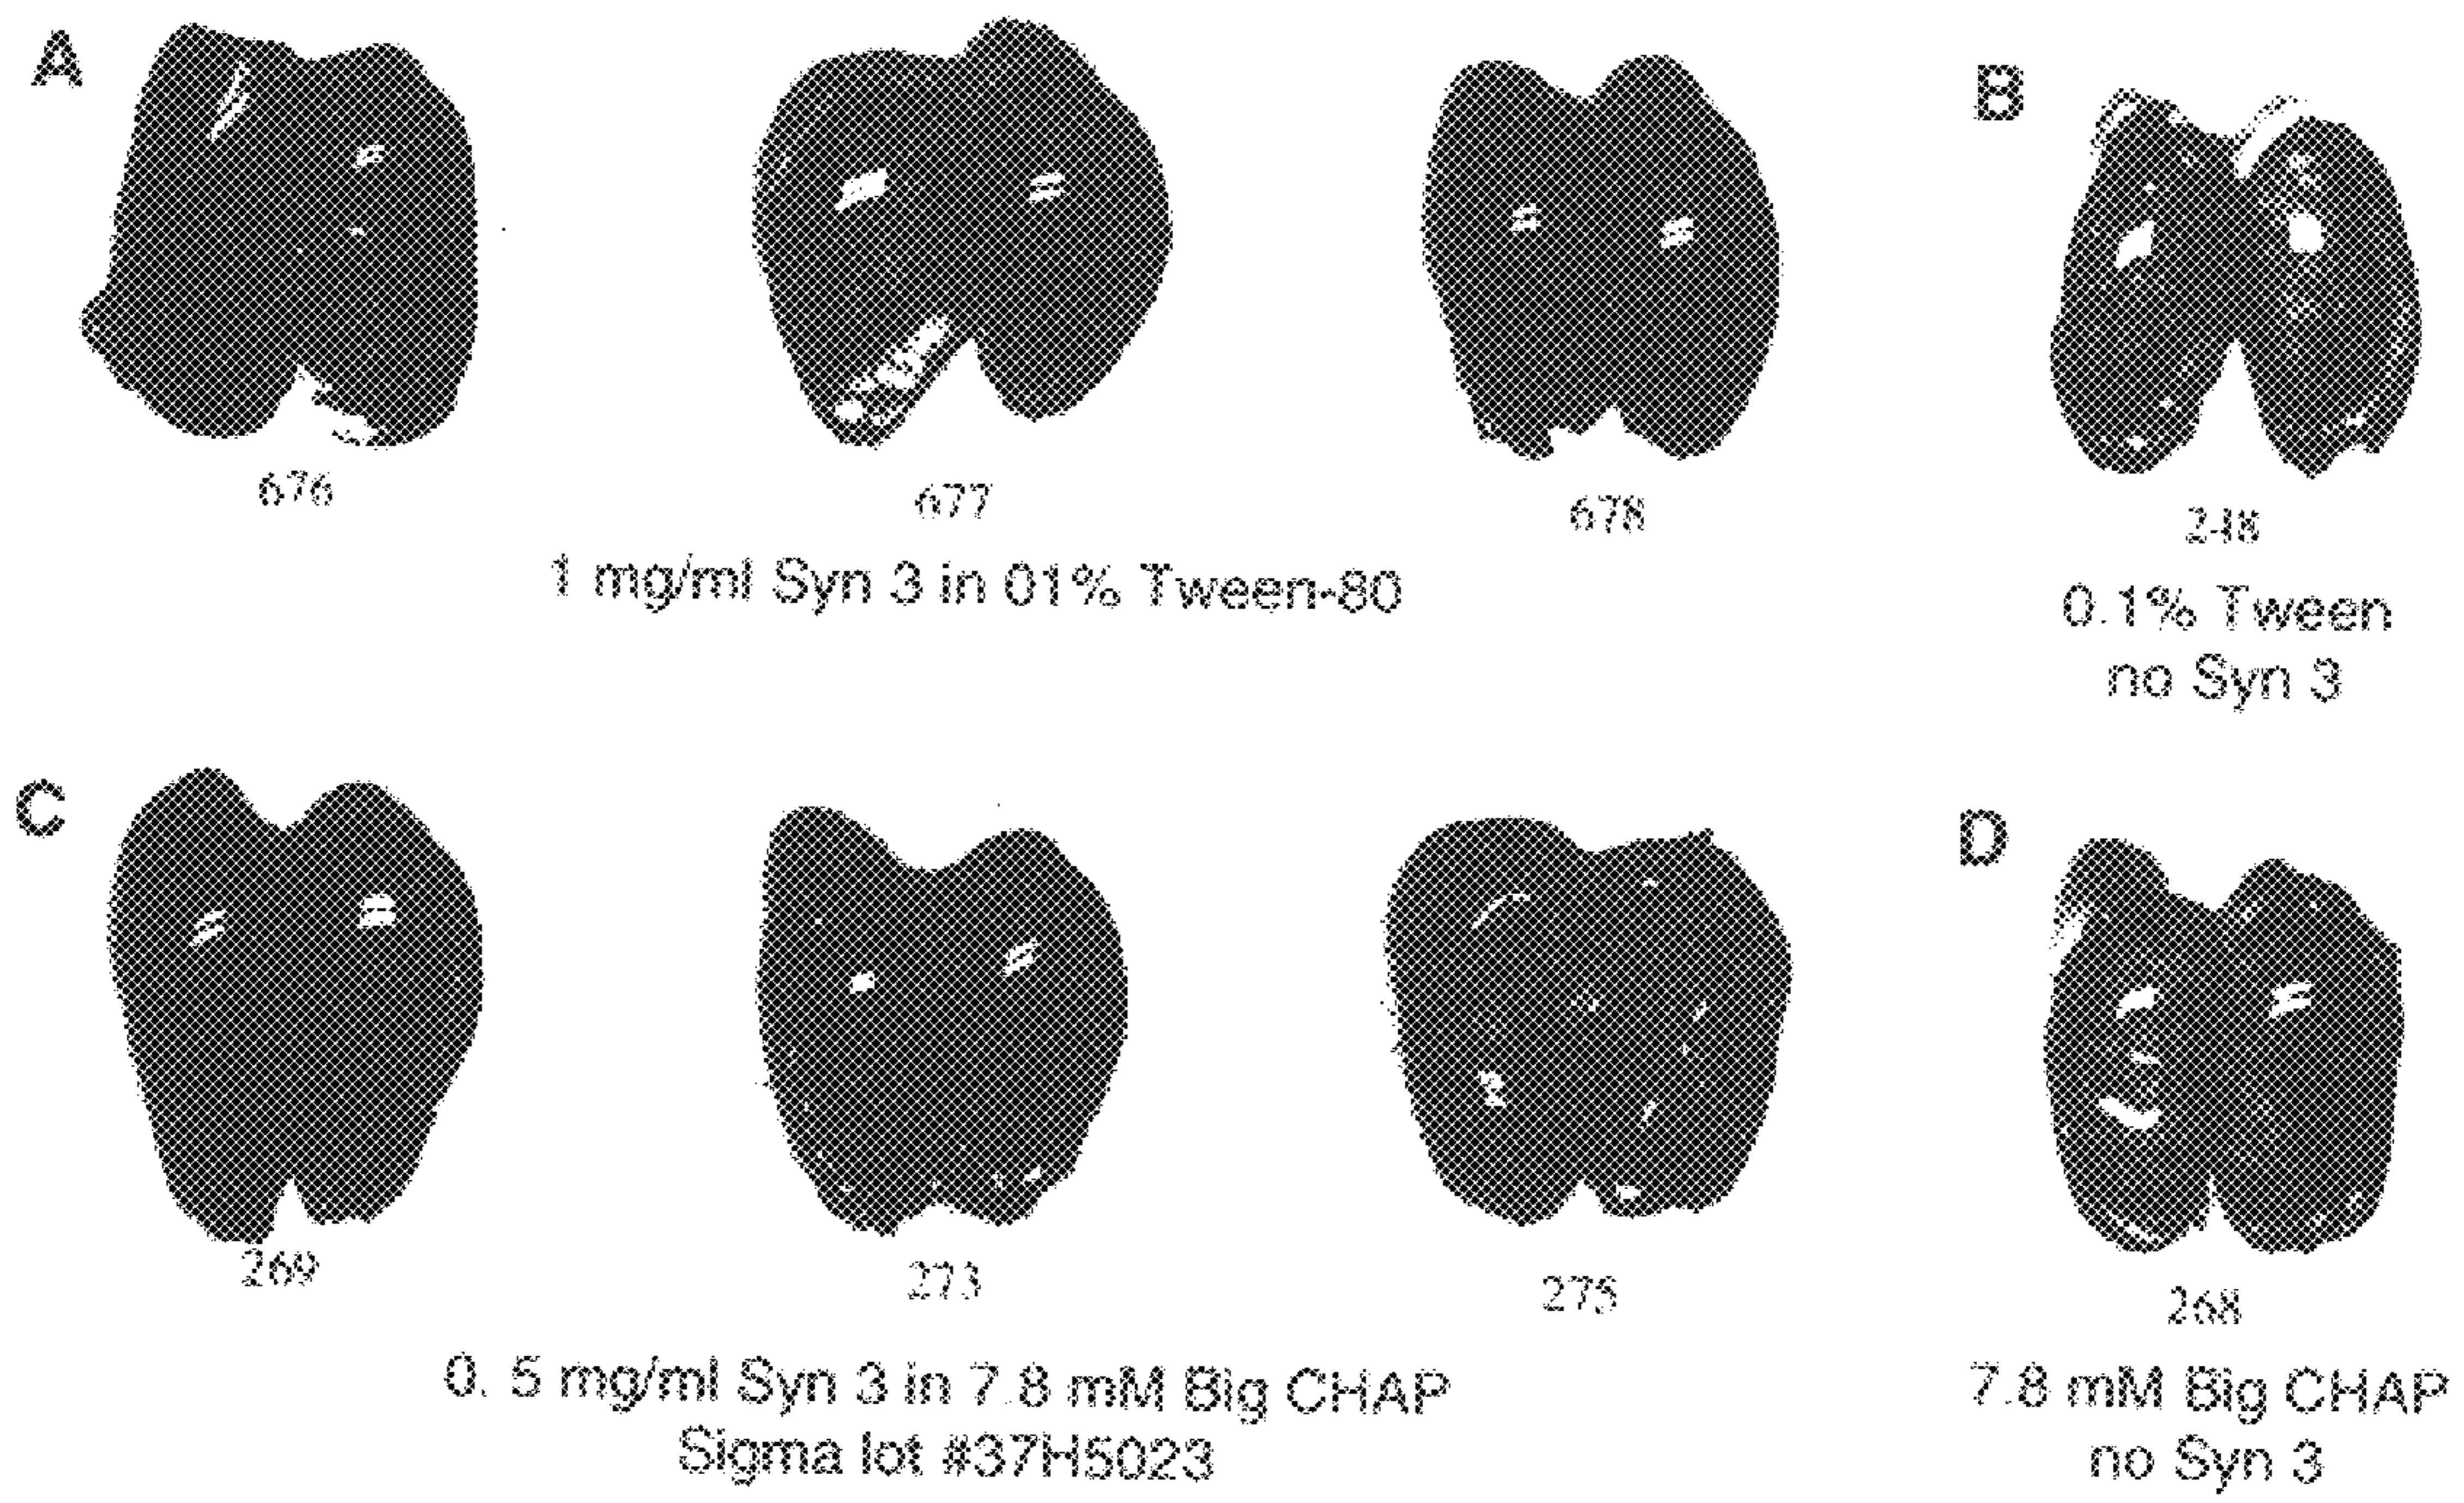 A
B
676
677
678
248
1 mg/ml Syn 3 in 01% Tween-80
0.1% Tween
no Syn 3
C
D
269
273
275
268
0. 5 mg/ml Syn 3 in 7.8 mM Big CHAP
Sigma lot #37H5023
7.8 mM Big CHAP
no Syn 3